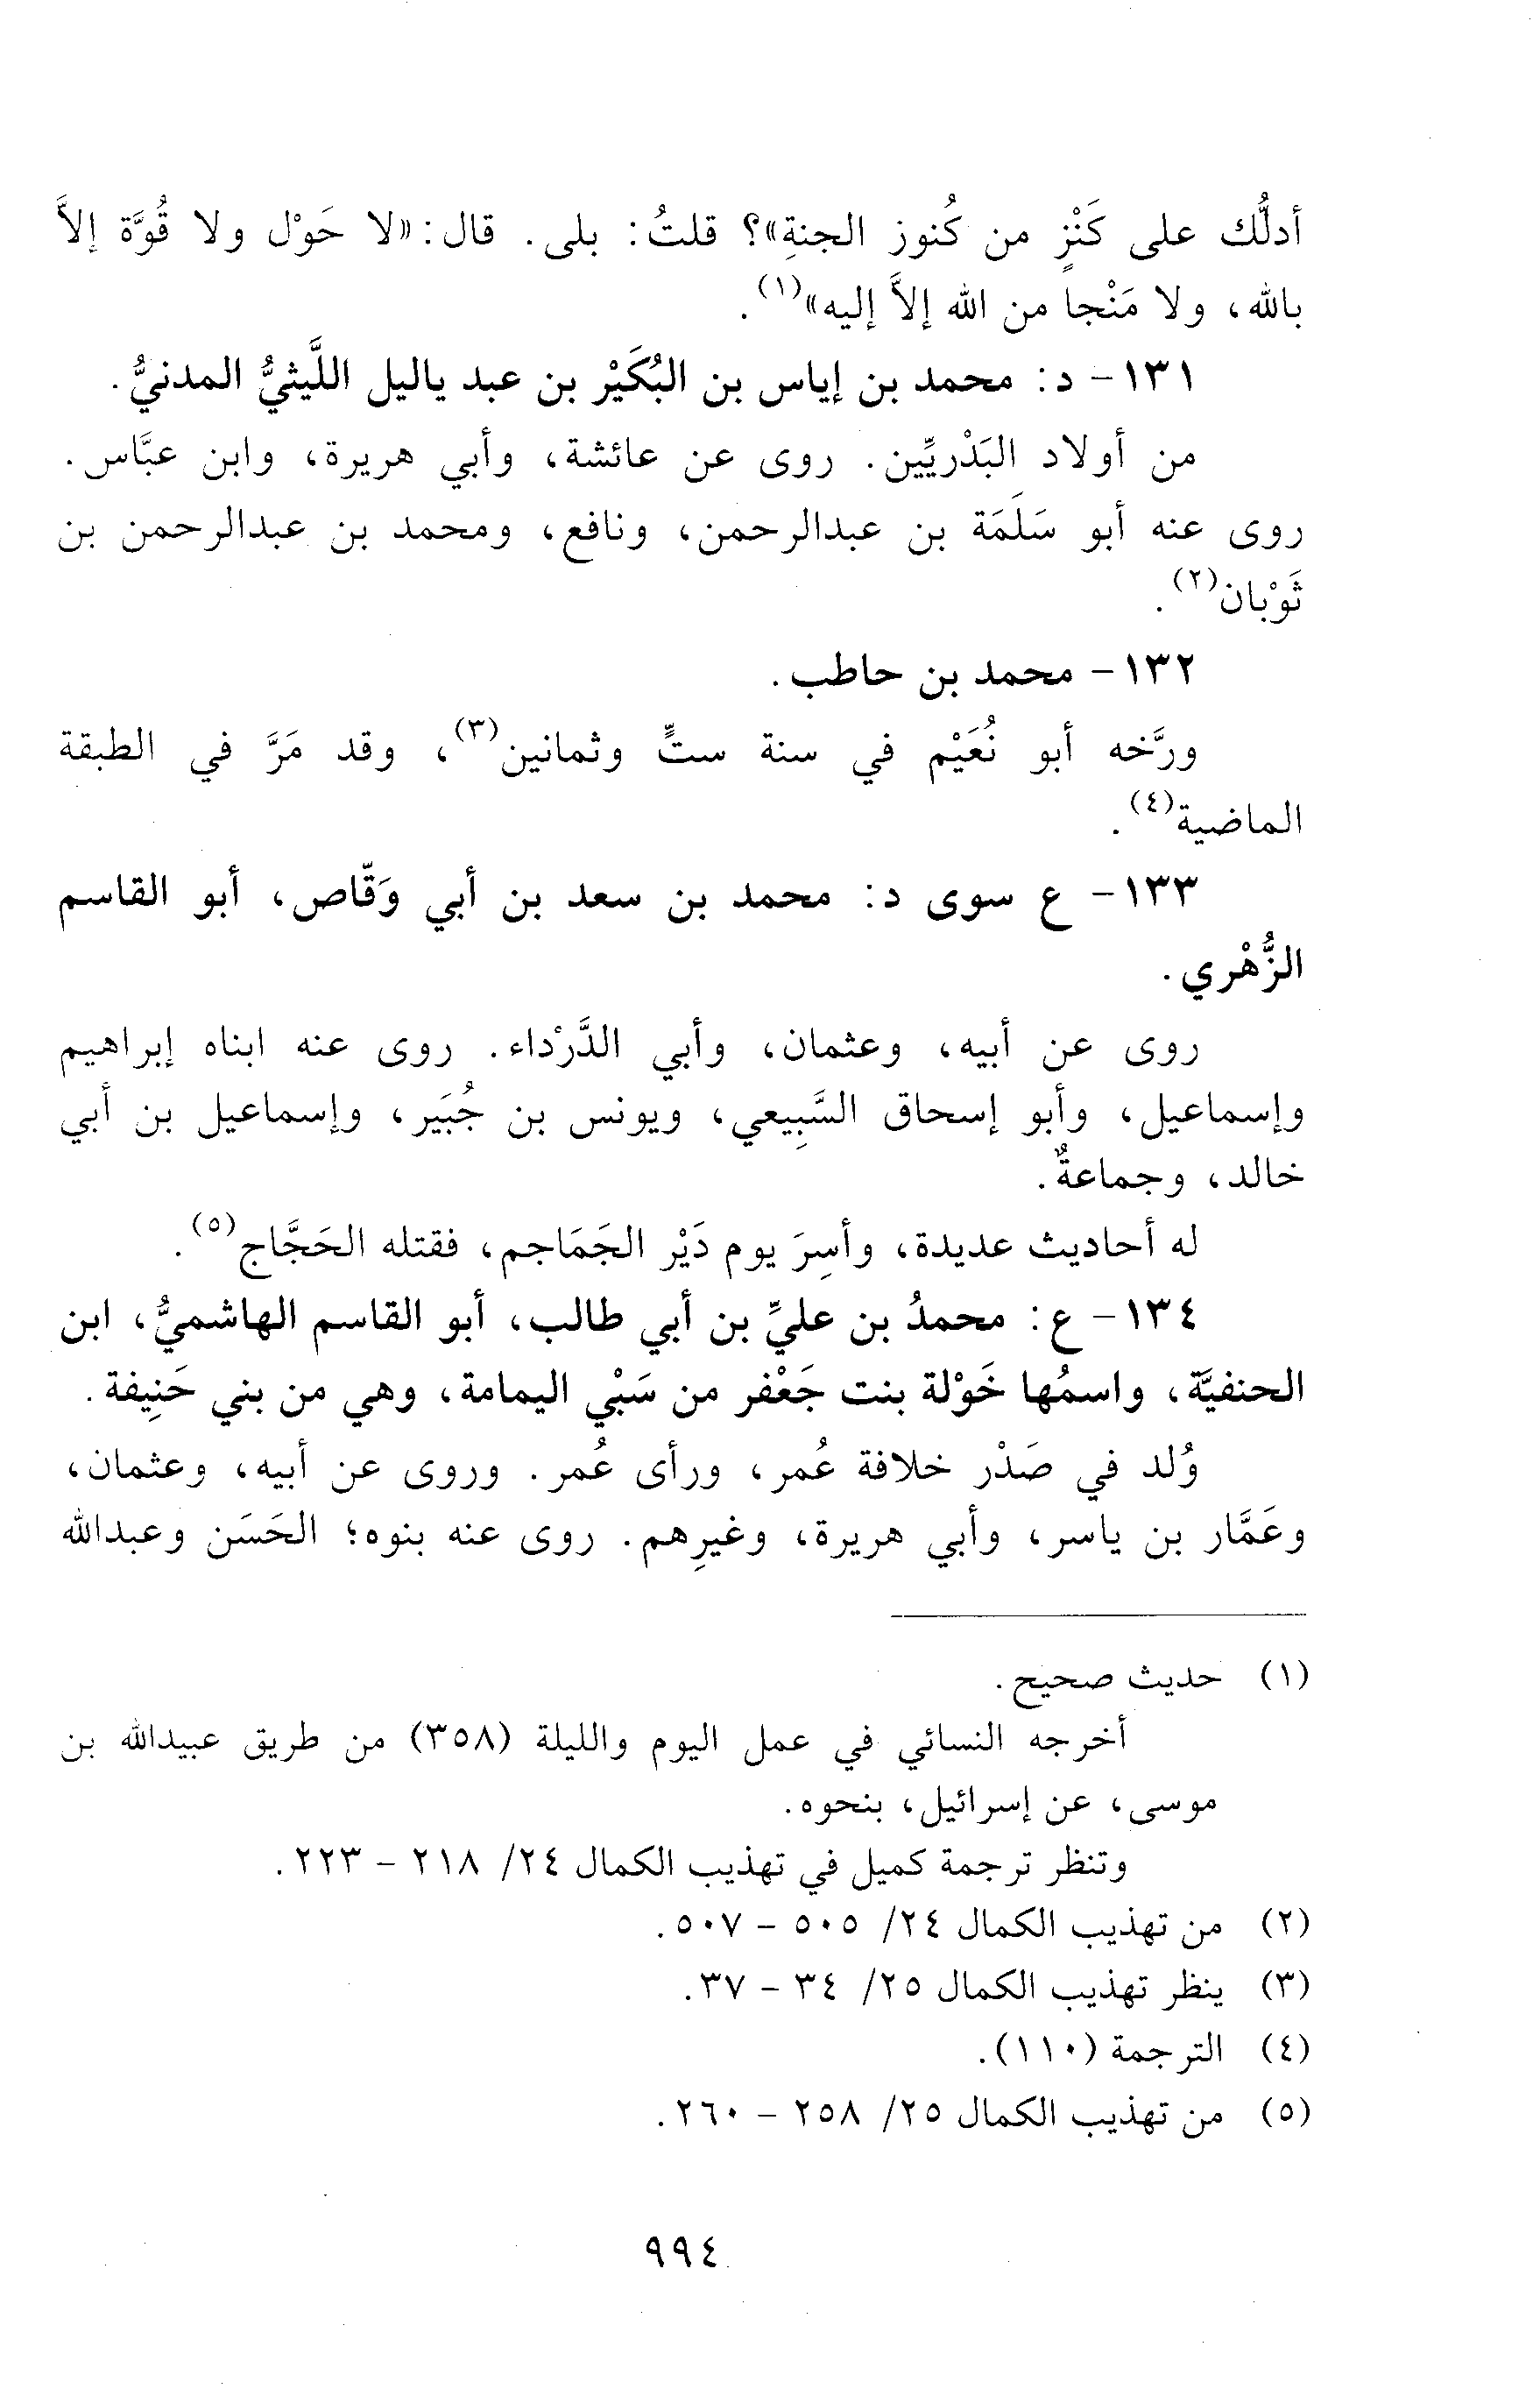 أدلُّك على كَنْزٍ من كُنوز الجنةِ»؟ قلتُ: بلى. قال: «لا حَوْل ولا قُوَّة إلاَّ
بالله، ولا مَنْجا من الله إلاَّ إليه»(١).
١٣١- د: محمد بن إياس بن البُكَيْر بن عبد ياليل اللَّيثيُّ المدنيُّ.
من أولاد البَدْريِّين. روى عن عائشة، وأبي هريرة، وابن عبَّاس.
روى عنه أبو سَلَمَة بن عبدالرحمن، ونافع، ومحمد بن عبدالرحمن بن
ثَوْبان(٢).
١٣٢- محمد بن حاطب.
ورَّخه أبو نُعَيْم في سنة ستٍّ وثمانين(٣)، وقد مَرَّ في الطبقة
الماضية(٤).
١٣٣- ع سوى د: محمد بن سعد بن أبي وَقّاص، أبو القاسم
الزُّهْري.
روى عن أبيه، وعثمان، وأبي الدَّرْداء. روى عنه ابناه إبراهيم
وإسماعيل، وأبو إسحاق السَّبِيعي، ويونس بن جُبَير، وإسماعيل بن أبي
خالد، وجماعةٌ.
له أحاديث عديدة، وأسِرَ يوم دَيْر الجَمَاجم، فقتله الحَجَّاج(٥).
١٣٤- ع: محمدُ بن عليِّ بن أبي طالب، أبو القاسم الهاشميُّ، ابن
الحنفيَّة، واسمُها خَوْلة بنت جَعْفر من سَبْي اليمامة، وهي من بني حَنِيفة.
وُلد في صَدْر خلافة عُمر، ورأى عُمر. وروى عن أبيه، وعثمان،
وعَمَّار بن ياسر، وأبي هريرة، وغيرِهم. روى عنه بنوه؛ الحَسَن وعبدالله
(١) حديث صحيح.
أخرجه النسائي في عمل اليوم والليلة (٣٥٨) من طريق عبيدالله بن
موسى، عن إسرائيل، بنحوه.
وتنظر ترجمة كميل في تهذيب الكمال ٢٤/ ٢١٨ - ٢٢٣.
(٢) من تهذيب الكمال ٢٤/ ٥٠٥ - ٥٠٧.
(٣) ينظر تهذيب الكمال ٢٥/ ٣٤ - ٣٧.
(٤) الترجمة (١١٠).
(٥) من تهذيب الكمال ٢٥/ ٢٥٨ - ٢٦٠.
٩٩٤